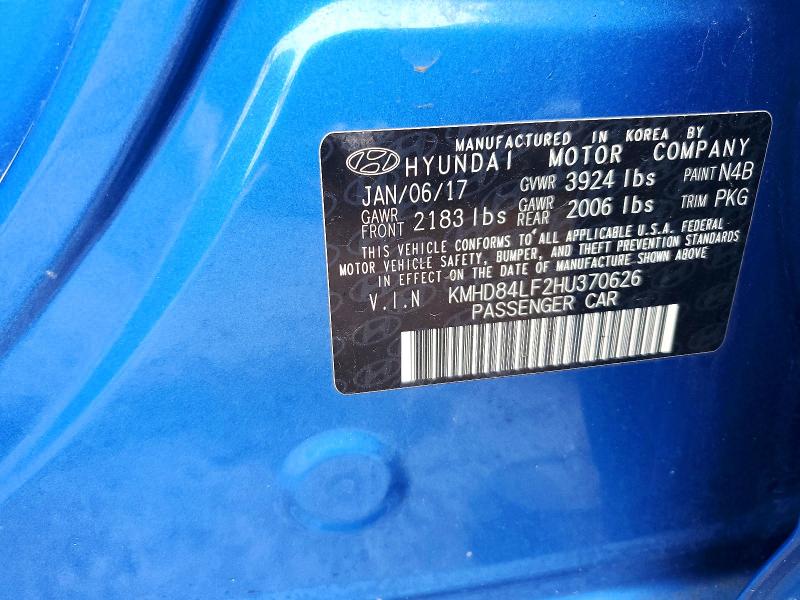 MANUFACTURED IN KOREA BY
HYUNDAI MOTOR COMPANY
JAN/06/17 GVWR 3924 lbs PAINT N4B
GAWR FRONT 2183 lbs GAWR REAR 2006 lbs TRIM PKG
THIS VEHICLE CONFORMS TO ALL APPLICABLE U.S.A. FEDERAL
MOTOR VEHICLE SAFETY, BUMPER, AND THEFT PREVENTION STANDARDS
IN EFFECT ON THE DATE OF MANUFACTURE SHOWN ABOVE
V.I.N KMHD84LF2HU370626
PASSENGER CAR